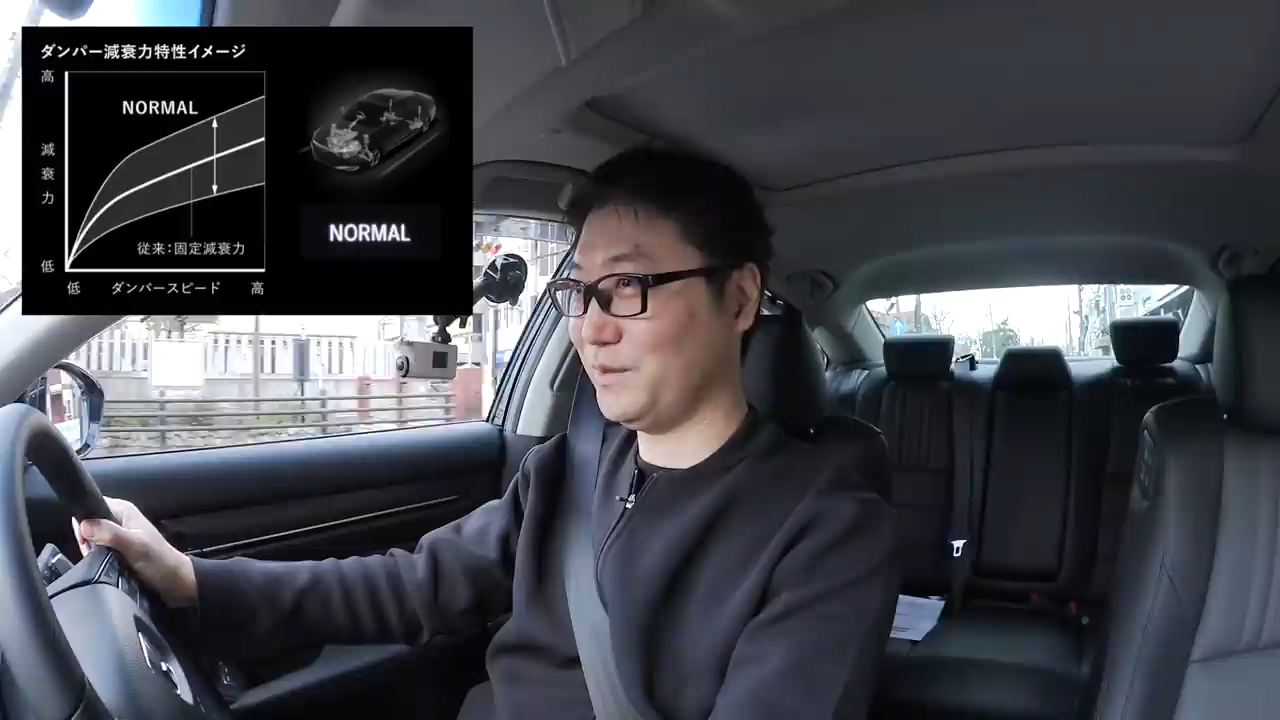 ダンパー減衰力特性イメージ
高
NORMAL
減衰力
従来:固定減衰力
低
低 ダンパースピード 高
NORMAL